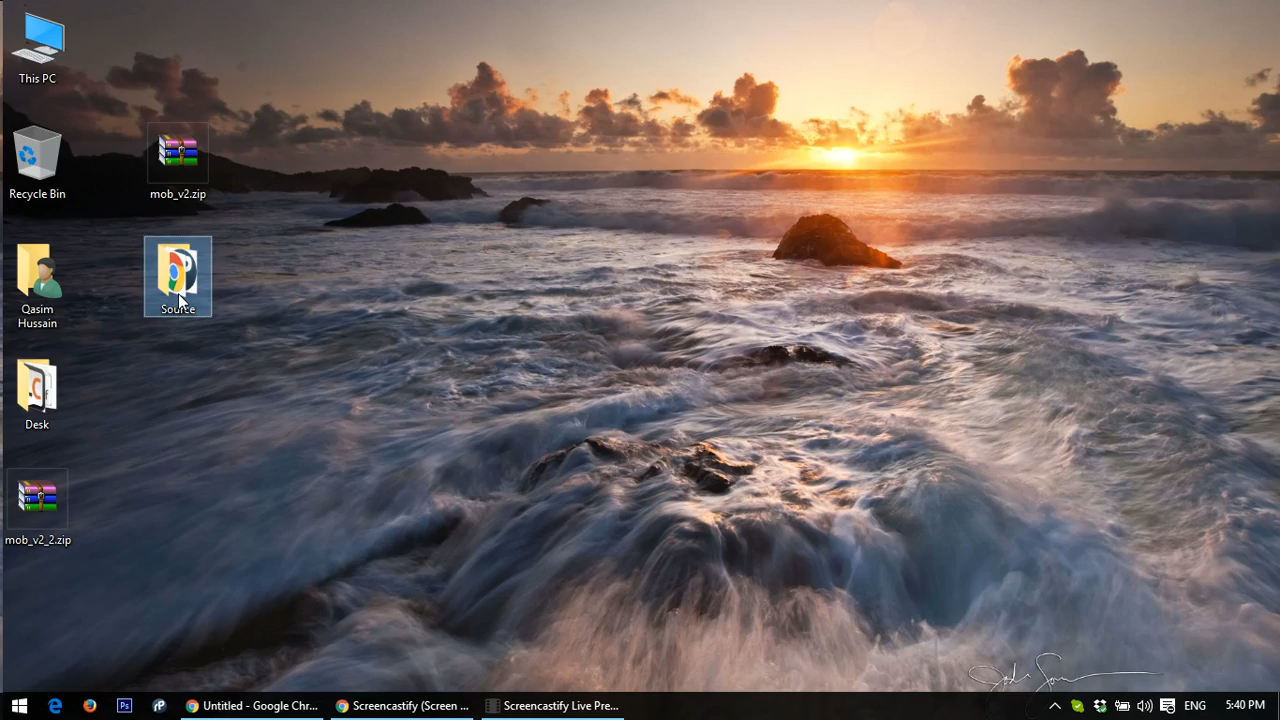 This PC
Recycle Bin
mob_v2.zip
Qasim
Hussain
Source
Desk
mob_v2_2.zip
Ps
Untitled - Google Chr...
Screencastify (Screen ...
Screencastify Live Pre...
ENG
5:40 PM